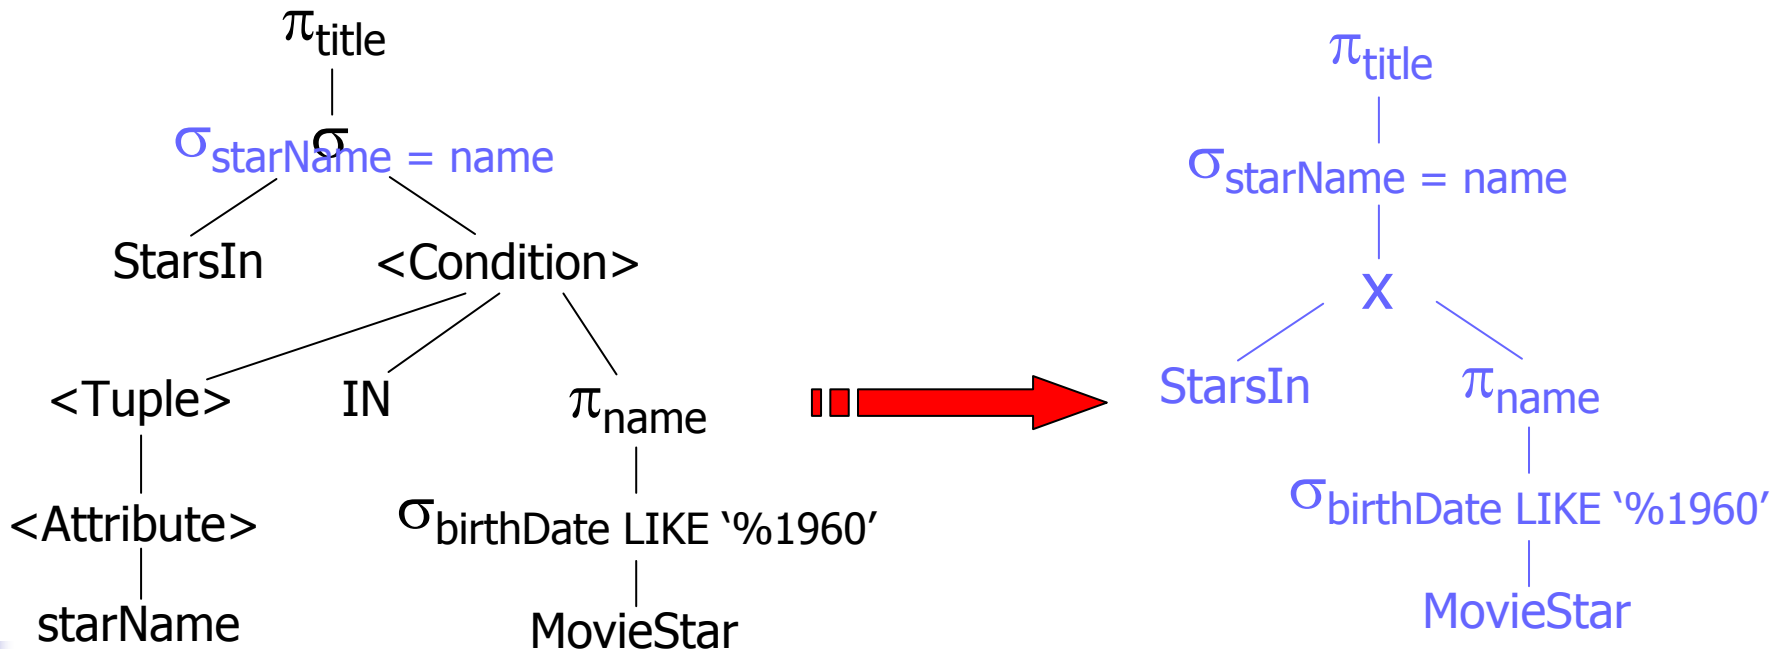 πtitle
σ
σstarName = name
StarsIn
<Condition>
<Tuple>
IN
πname
<Attribute>
σbirthDate LIKE ‘%1960’
starName
MovieStar
πtitle
σstarName = name
x
StarsIn
πname
σbirthDate LIKE ‘%1960’
MovieStar